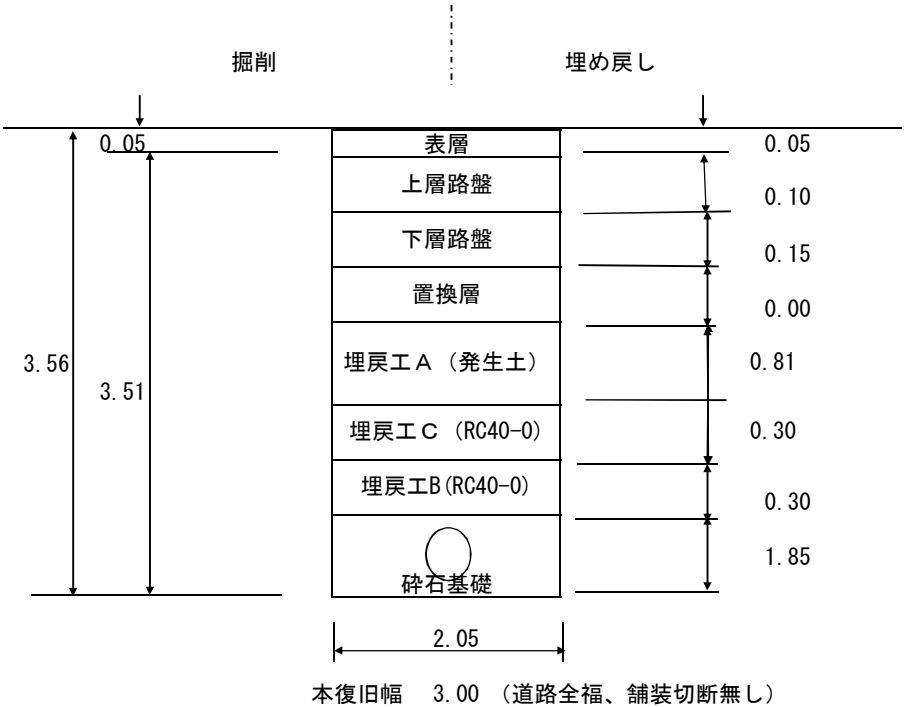 掘削 埋め戻し
0.05 表層 0.05
上層路盤 0.10
下層路盤 0.15
置換層 0.00
3.56 埋戻工A (発生土) 0.81
3.51
埋戻工C (RC40-0) 0.30
埋戻工B(RC40-0) 0.30
1.85
砕石基礎
2.05
本復旧幅 3.00 (道路全福、舗装切断無し)